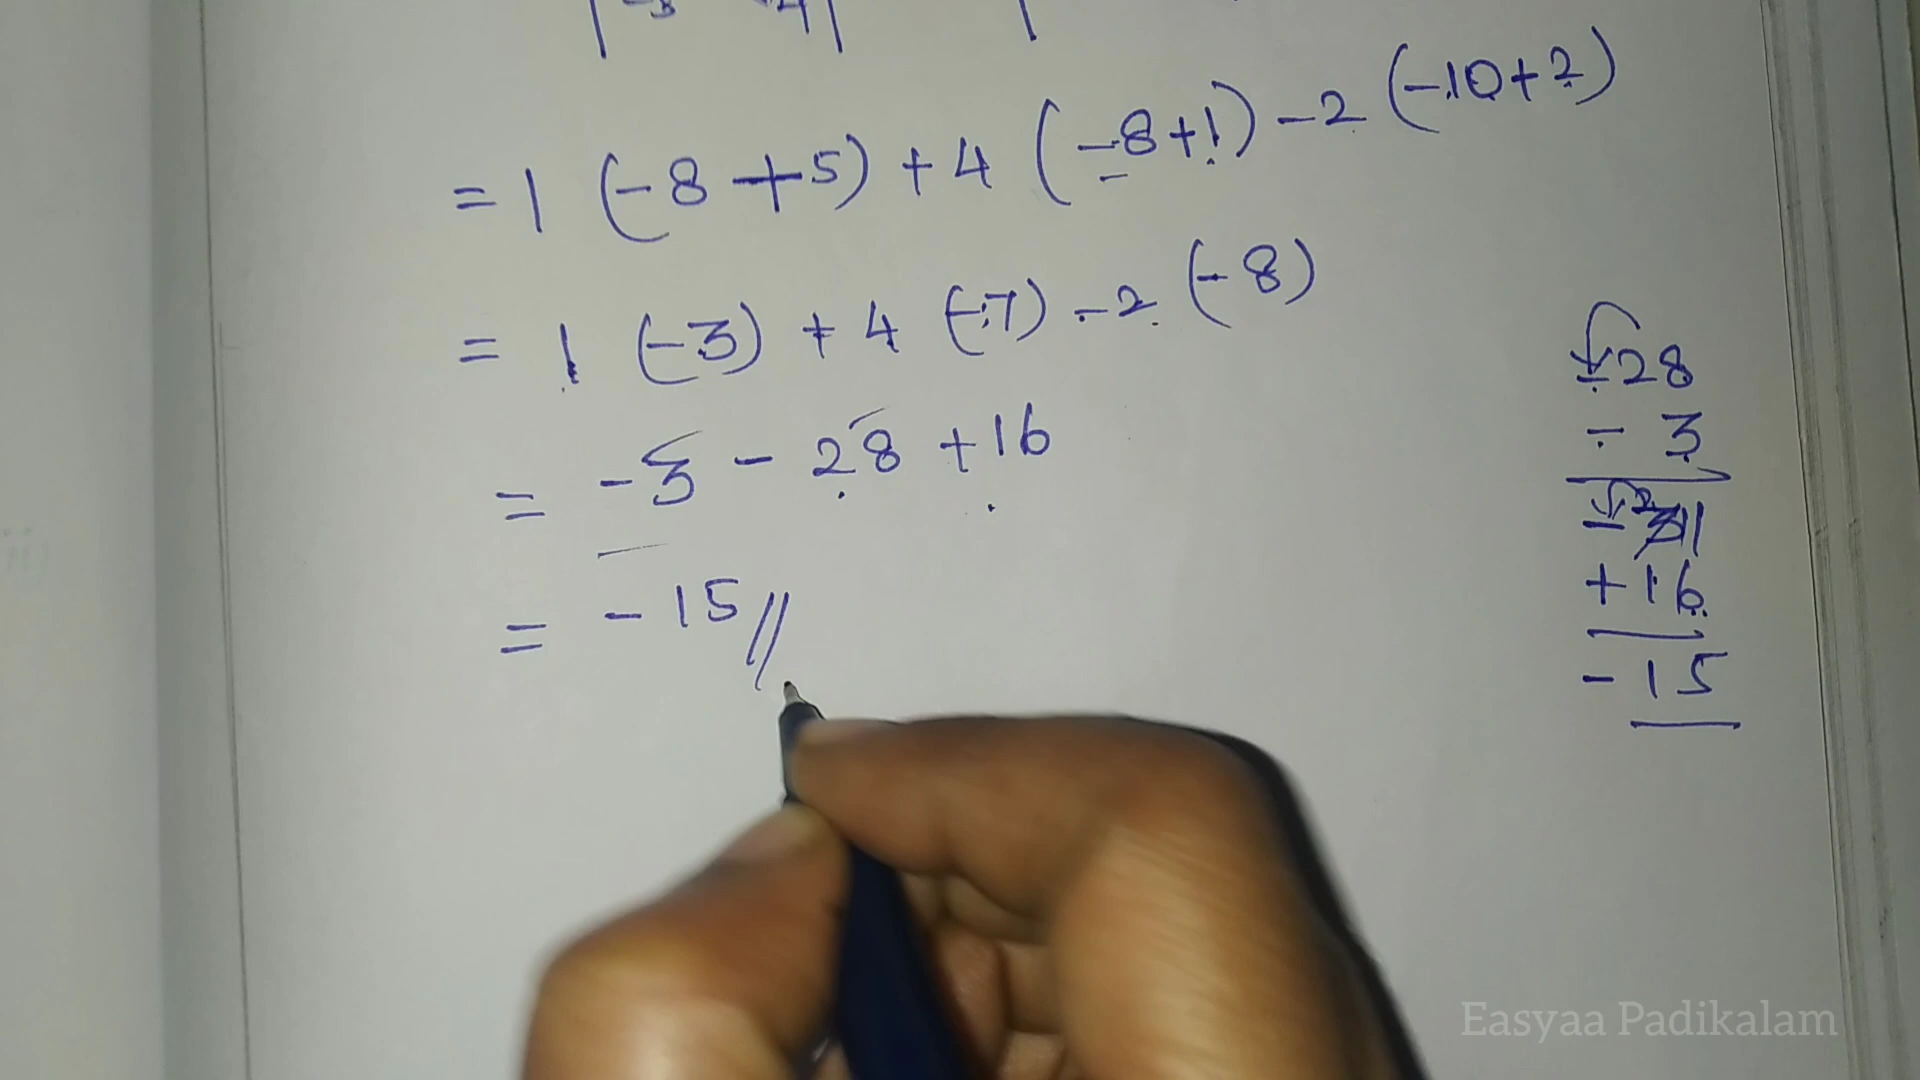 = 1 (-8+5) + 4 (-8+1) -2 (-10+2)
= 1 (-3) + 4 (-7) -2 (-8)
= -3 - 28 +16
= -15 //
-28
- 3
+ 16
- 15
Easyaa Padikalam